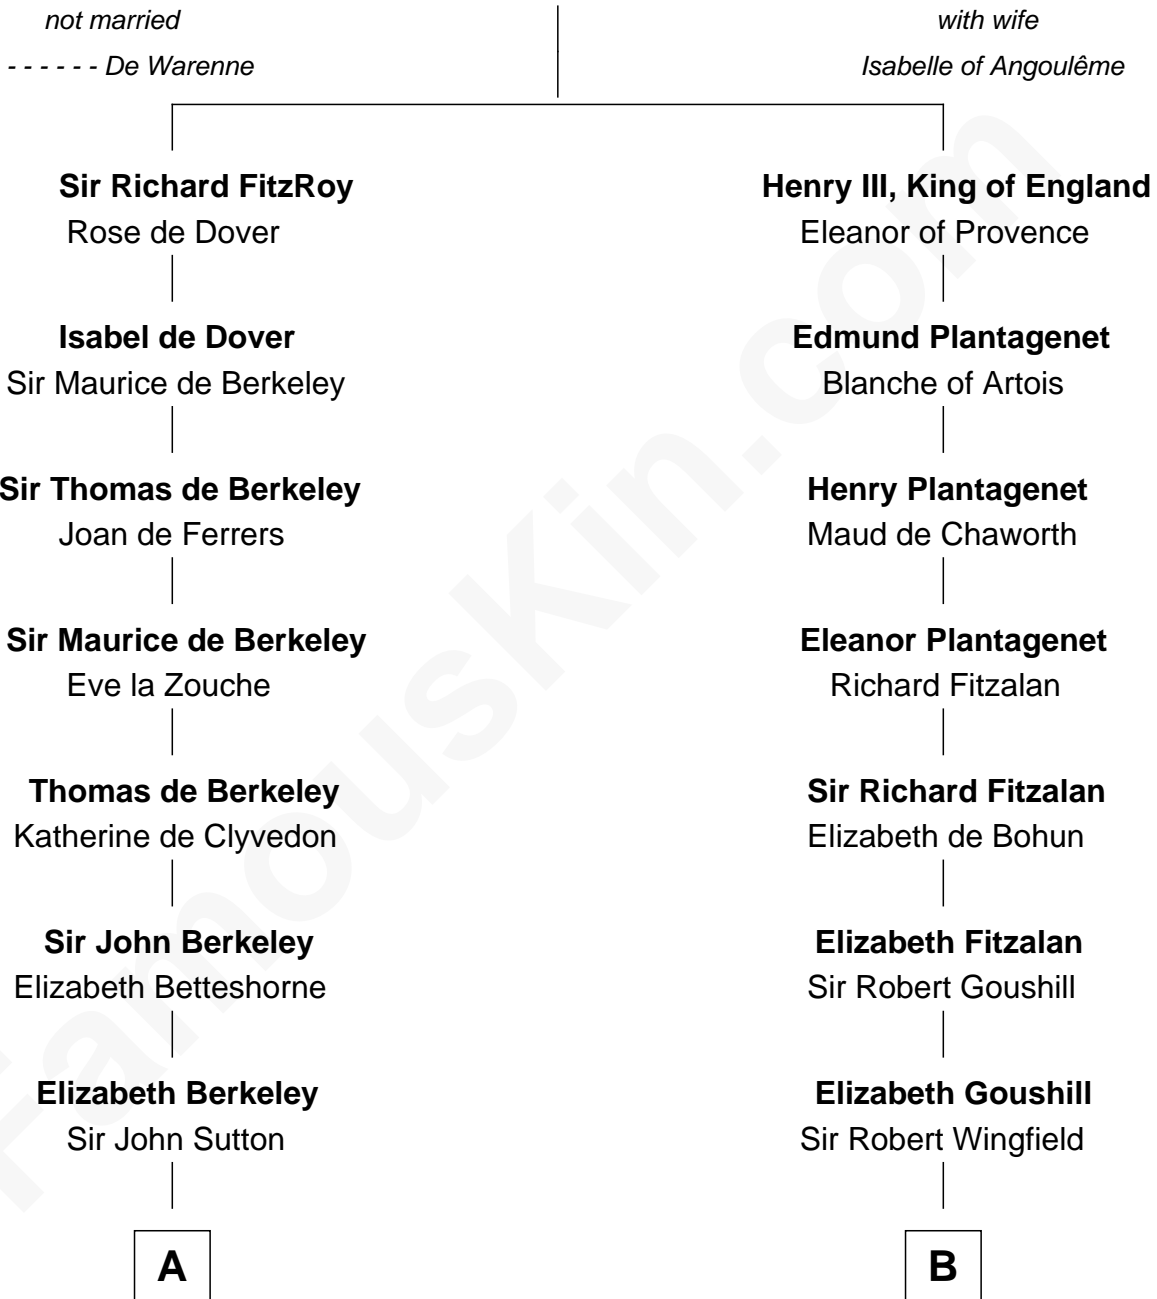 not married
with wife
- - - - - - De Warenne
Isabelle of Angoulême
Sir Richard FitzRoy
Rose de Dover
Henry III, King of England
Eleanor of Provence
Isabel de Dover
Sir Maurice de Berkeley
Edmund Plantagenet
Blanche of Artois
Sir Thomas de Berkeley
Joan de Ferrers
Henry Plantagenet
Maud de Chaworth
Sir Maurice de Berkeley
Eve la Zouche
Eleanor Plantagenet
Richard Fitzalan
Thomas de Berkeley
Katherine de Clyvedon
Sir Richard Fitzalan
Elizabeth de Bohun
Sir John Berkeley
Elizabeth Betteshorne
Elizabeth Fitzalan
Sir Robert Goushill
Elizabeth Berkeley
Sir John Sutton
Elizabeth Goushill
Sir Robert Wingfield
A
B
FamousKin.com